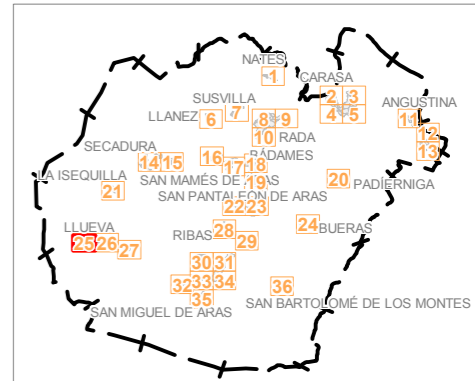 NATES
1
CARASA
2 3
SUSVILLA
4 5
ANGUSTINA
LLANEZ 6 7 8 9 11
10 RADA 12
SECADURA 13
14 15 16 BÁDAMES
17 18
LA ISEQUILLA SAN MAMÉS DE ARAS 19 20 PADIERNIGA
21 SAN PANTALEÓN DE ARAS
22 23
LLUEVA 24 BUERAS
25 26 27 RIBAS 28 29
30 31
32 33 34 36
35 SAN BARTOLOMÉ DE LOS MONTES
SAN MIGUEL DE ARAS